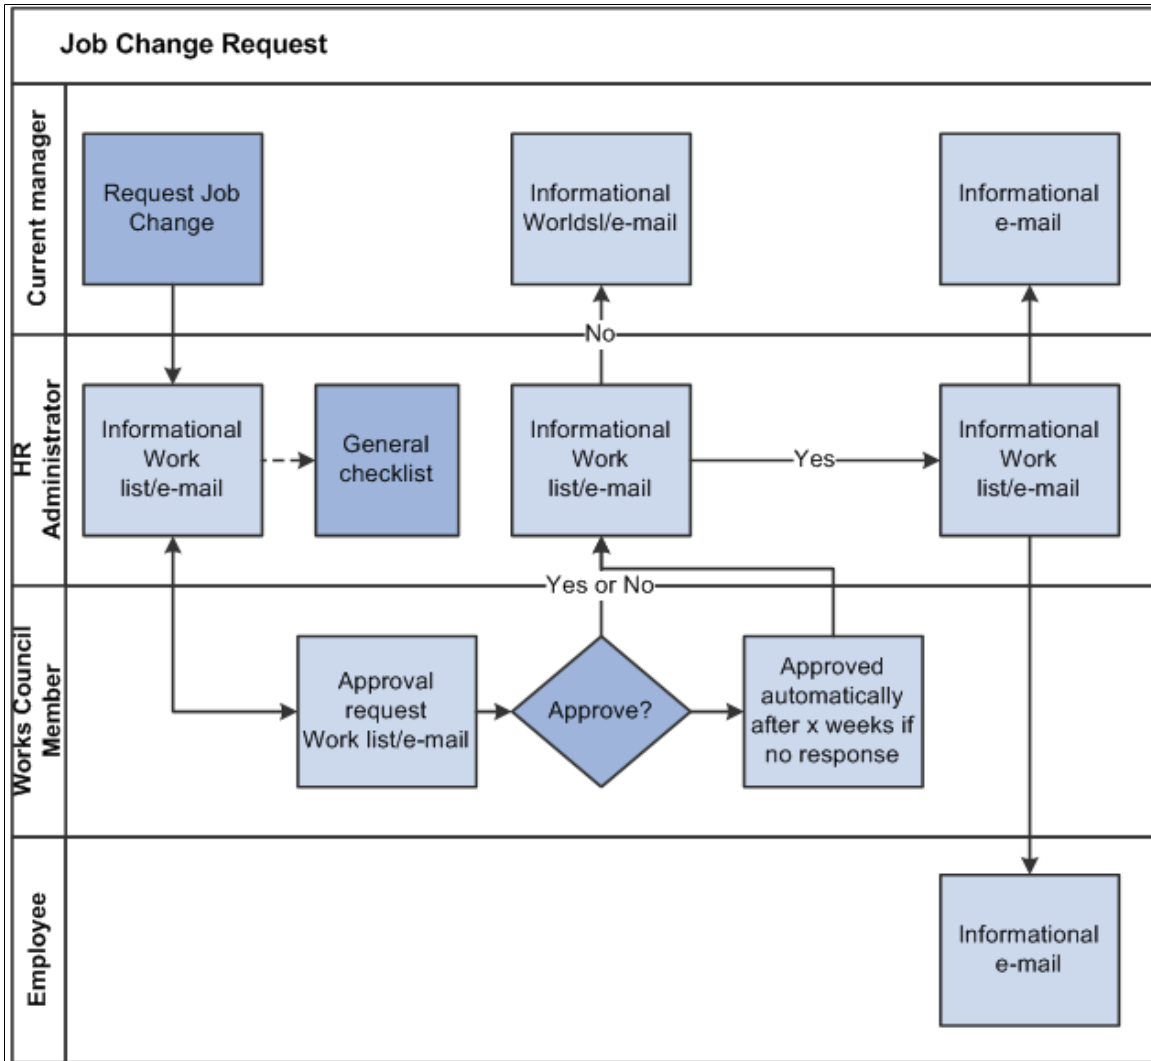 Job Change Request
Current manager
Request Job
Change
Informational
Worldsl/e-mail
Informational
e-mail
No
HR
Administrator
Informational
Work
list/e-mail
General
checklist
Informational
Work
list/e-mail
Yes
Informational
Work
list/e-mail
Yes or No
Works Council
Member
Approval
request
Work list/e-mail
Approve?
Approved
automatically
after x weeks if
no response
Employee
Informational
e-mail